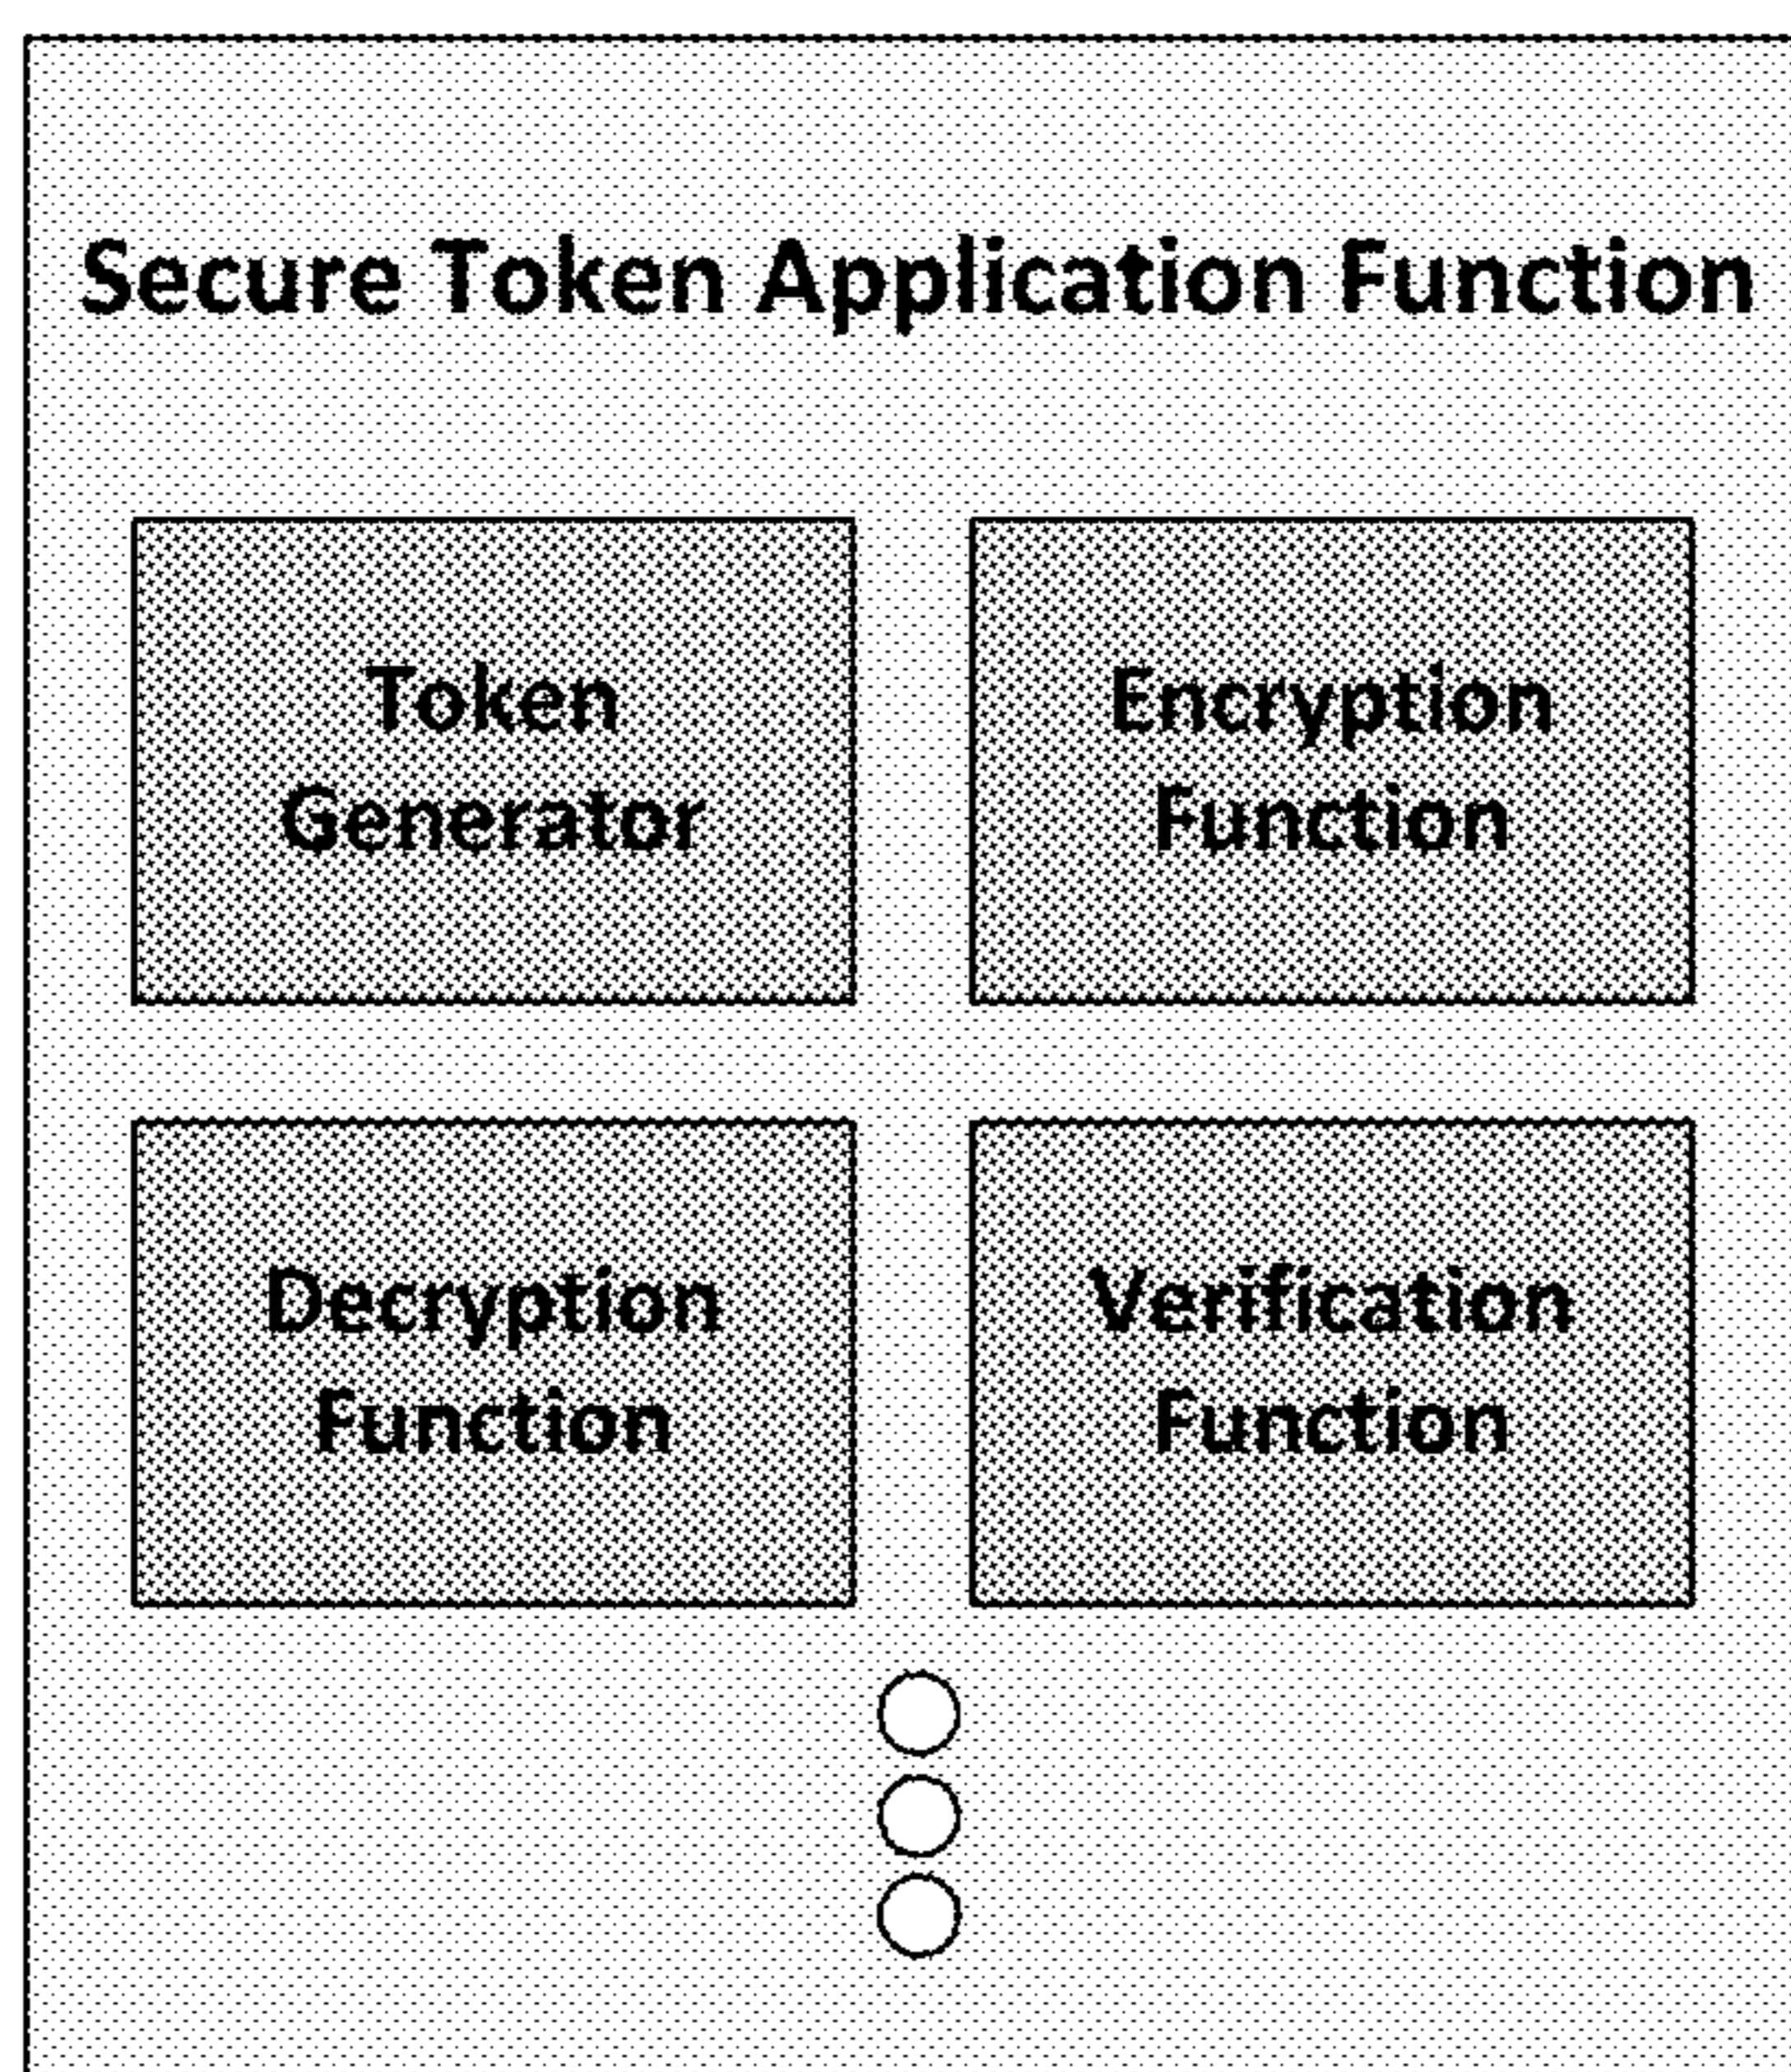 Secure Token Application Function
Token
Generator
Encryption
Function
Decryption
Function
Verification
Function